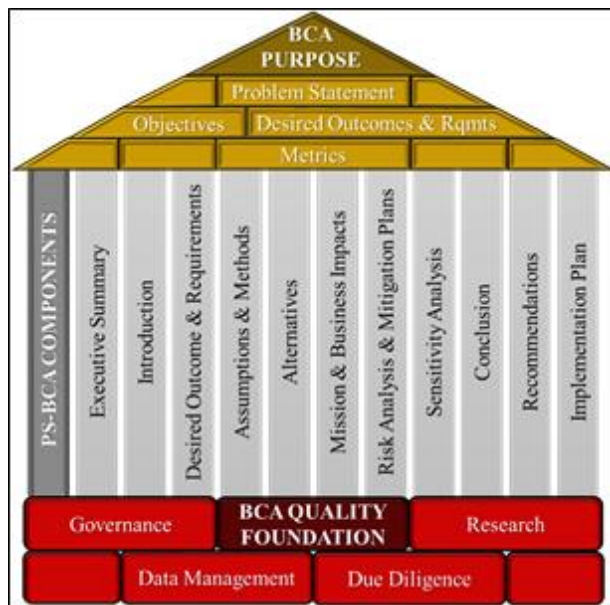 BCA
PURPOSE
Problem Statement
Objectives
Desired Outcomes & Rqmts
Metrics
PS-BCA COMPONENTS
Executive Summary
Introduction
Desired Outcome & Requirements
Assumptions & Methods
Alternatives
Mission & Business Impacts
Risk Analysis & Mitigation Plans
Sensitivity Analysis
Conclusion
Recommendations
Implementation Plan
Governance
BCA QUALITY
FOUNDATION
Research
Data Management
Due Diligence